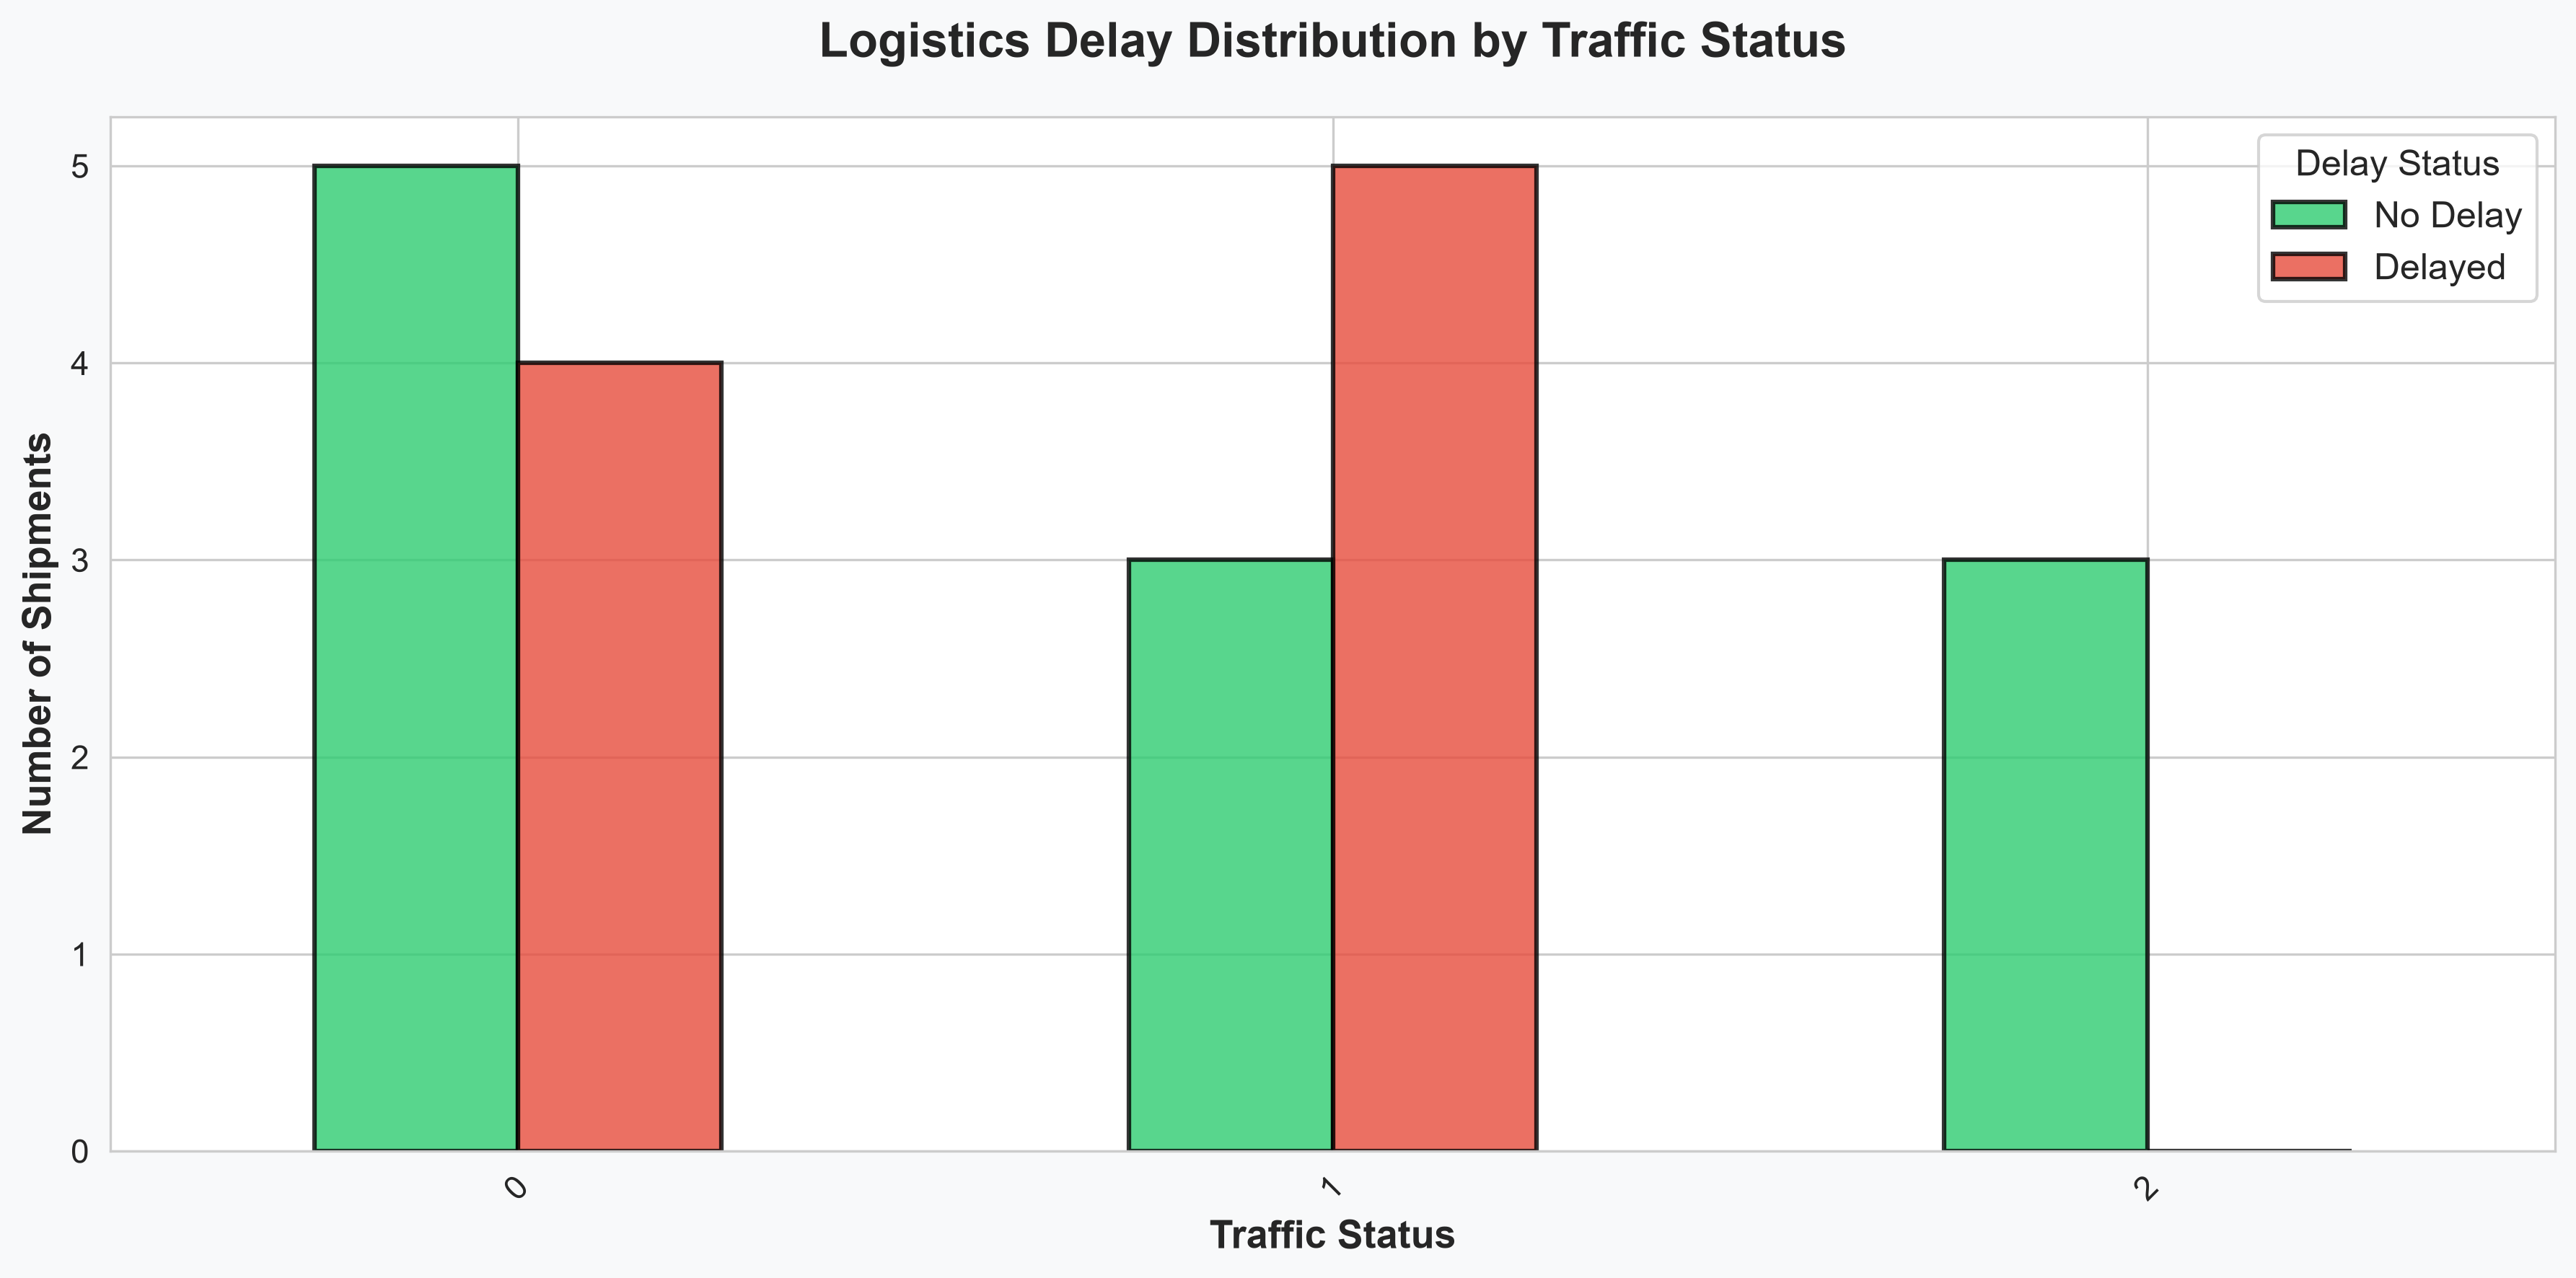 Logistics Delay Distribution by Traffic Status
Delay Status
No Delay
Delayed
Number of Shipments
5
4
3
2
1
0
0
1
2
Traffic Status